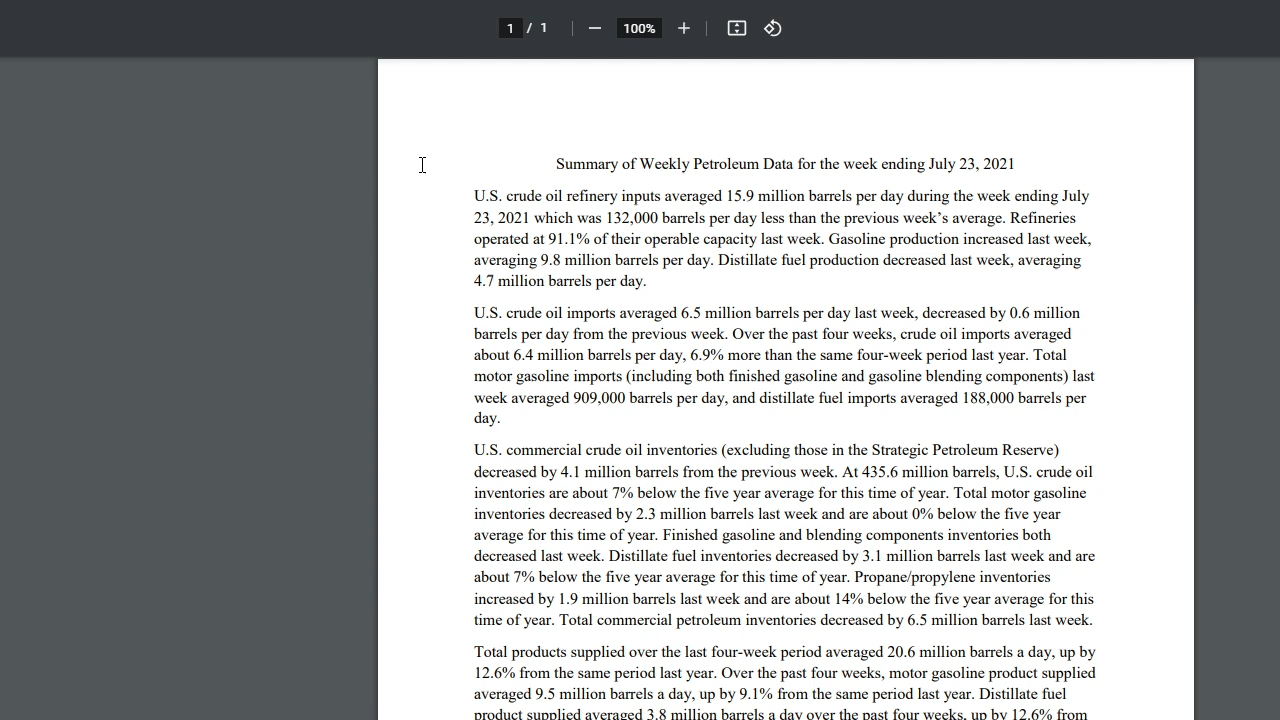 1 / 1 100%
Summary of Weekly Petroleum Data for the week ending July 23, 2021
U.S. crude oil refinery inputs averaged 15.9 million barrels per day during the week ending July
23, 2021 which was 132,000 barrels per day less than the previous week’s average. Refineries
operated at 91.1% of their operable capacity last week. Gasoline production increased last week,
averaging 9.8 million barrels per day. Distillate fuel production decreased last week, averaging
4.7 million barrels per day.
U.S. crude oil imports averaged 6.5 million barrels per day last week, decreased by 0.6 million
barrels per day from the previous week. Over the past four weeks, crude oil imports averaged
about 6.4 million barrels per day, 6.9% more than the same four-week period last year. Total
motor gasoline imports (including both finished gasoline and gasoline blending components) last
week averaged 909,000 barrels per day, and distillate fuel imports averaged 188,000 barrels per
day.
U.S. commercial crude oil inventories (excluding those in the Strategic Petroleum Reserve)
decreased by 4.1 million barrels from the previous week. At 435.6 million barrels, U.S. crude oil
inventories are about 7% below the five year average for this time of year. Total motor gasoline
inventories decreased by 2.3 million barrels last week and are about 0% below the five year
average for this time of year. Finished gasoline and blending components inventories both
decreased last week. Distillate fuel inventories decreased by 3.1 million barrels last week and are
about 7% below the five year average for this time of year. Propane/propylene inventories
increased by 1.9 million barrels last week and are about 14% below the five year average for this
time of year. Total commercial petroleum inventories decreased by 6.5 million barrels last week.
Total products supplied over the last four-week period averaged 20.6 million barrels a day, up by
12.6% from the same period last year. Over the past four weeks, motor gasoline product supplied
averaged 9.5 million barrels a day, up by 9.1% from the same period last year. Distillate fuel
product supplied averaged 3.8 million barrels a day over the past four weeks, up by 12.6% from